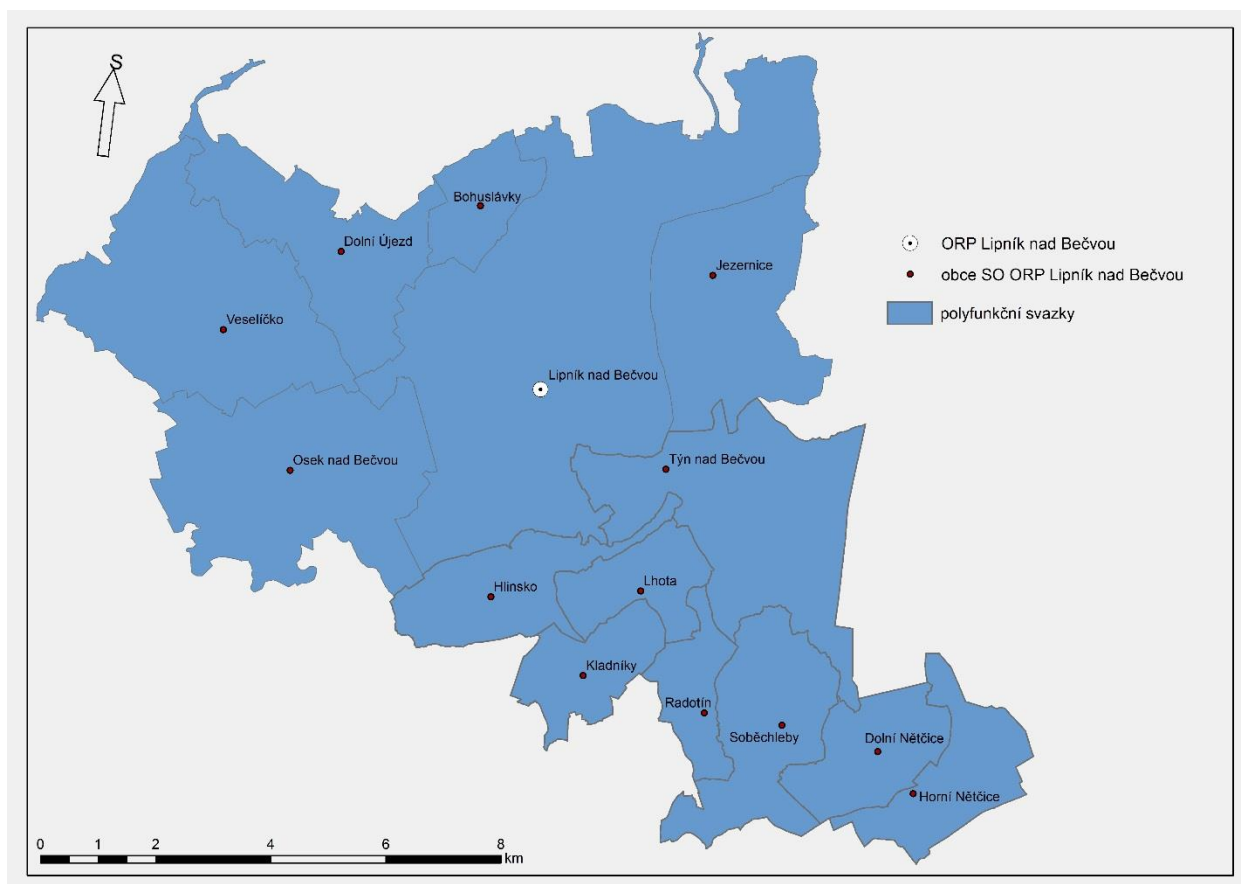 S
Bohuslávky
Dolní Újezd
ORP Lipník nad Bečvou
Jezernice
obce SO ORP Lipník nad Bečvou
polyfunkční svazky
Veselíčko
Lipník nad Bečvou
Osek nad Bečvou
Týn nad Bečvou
Hlinsko
Lhota
Kladníky
Radotín
Soběchleby
Dolní Nětčice
Horní Nětčice
0 1 2 4 6 8
km